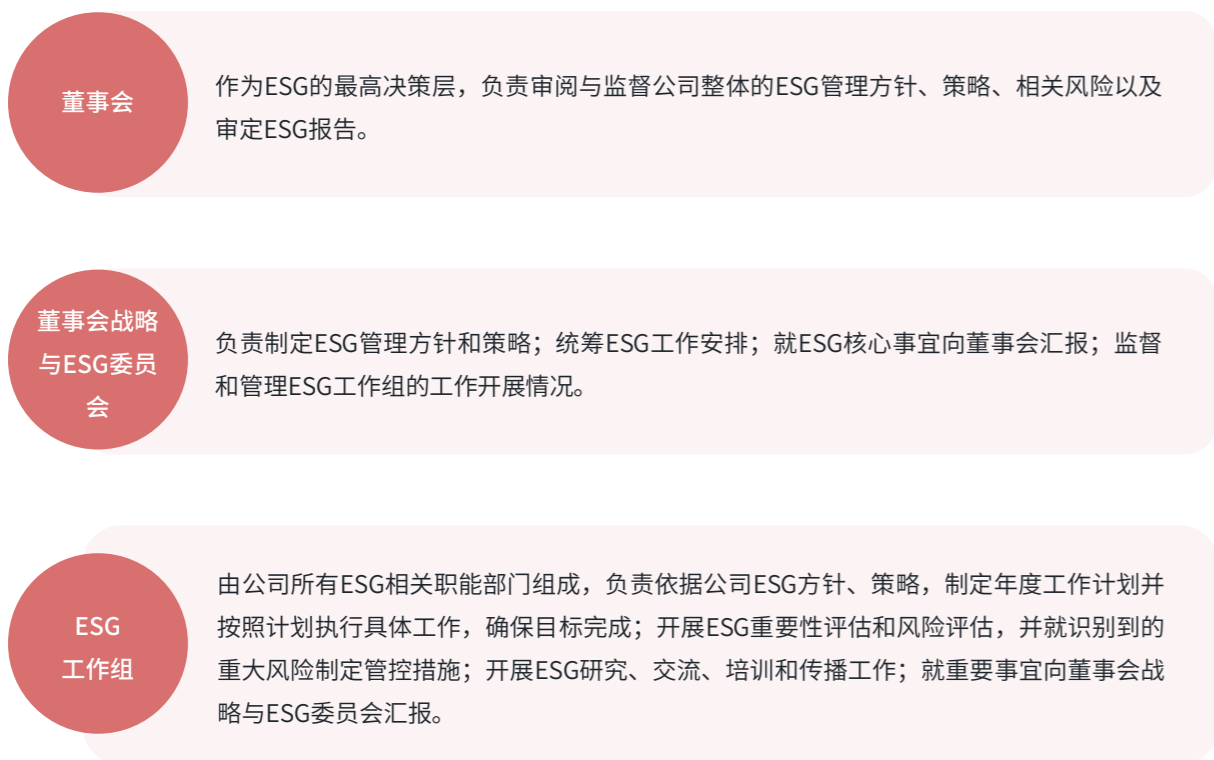 董事会
作为ESG的最高决策层，负责审阅与监督公司整体的ESG管理方针、策略、相关风险以及
审定ESG报告。
董事会战略
与ESG委员
会
负责制定ESG管理方针和策略；统筹ESG工作安排；就ESG核心事宜向董事会汇报；监督
和管理ESG工作组的工作开展情况。
ESG
工作组
由公司所有ESG相关职能部门组成，负责依据公司ESG方针、策略，制定年度工作计划并
按照计划执行具体工作，确保目标完成；开展ESG重要性评估和风险评估，并就识别到的
重大风险制定管控措施；开展ESG研究、交流、培训和传播工作；就重要事宜向董事会战
略与ESG委员会汇报。